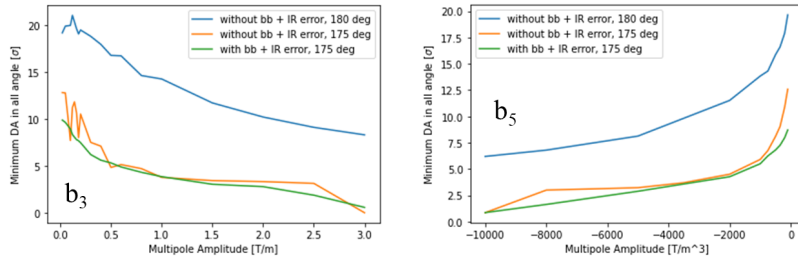 without bb + IR error, 180 deg
without bb + IR error, 175 deg
with bb + IR error, 175 deg
Minimum DA in all angle [σ]
20
15
10
5
0
b3
0.0 0.5 1.0 1.5 2.0 2.5 3.0
Multipole Amplitude [T/m]
without bb + IR error, 180 deg
without bb + IR error, 175 deg
with bb + IR error, 175 deg
Minimum DA in all angle [σ]
20.0
17.5
15.0
12.5
10.0
7.5
5.0
2.5
0.0
b5
−10000 −8000 −6000 −4000 −2000 0
Multipole Amplitude [T/m^3]